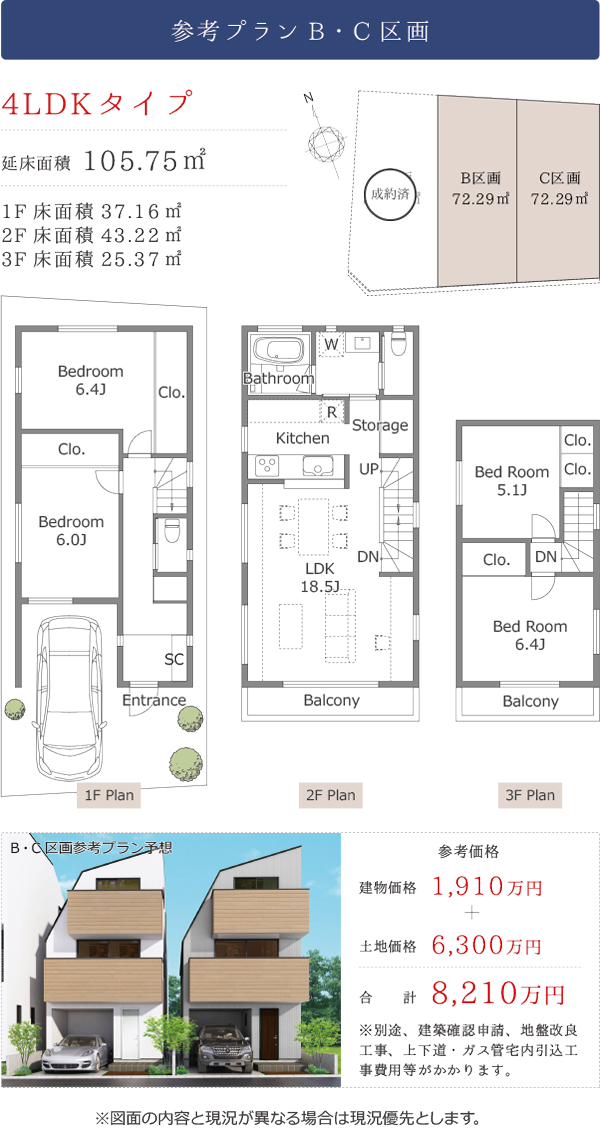 参考プランB・C区画
4LDKタイプ
延床面積 105.75㎡
1F床面積 37.16㎡
2F床面積 43.22㎡
3F床面積 25.37㎡
N
成約済
B区画
72.29㎡
C区画
72.29㎡
Bedroom
6.4J
Clo.
Clo.
Bedroom
6.0J
SC
Entrance
1F Plan
W
Bathroom
R
Storage
Kitchen
UP
DN
LDK
18.5J
Balcony
2F Plan
Clo.
Bed Room
5.1J
Clo.
Clo.
DN
Bed Room
6.4J
Balcony
3F Plan
B・C区画参考プラン予想
参考価格
建物価格 1,910万円
＋
土地価格 6,300万円
合　計 8,210万円
※別途、建築確認申請、地盤改良
工事、上下道・ガス管宅内引込工
事費用等がかかります。
※図面の内容と現況が異なる場合は現況優先とします。